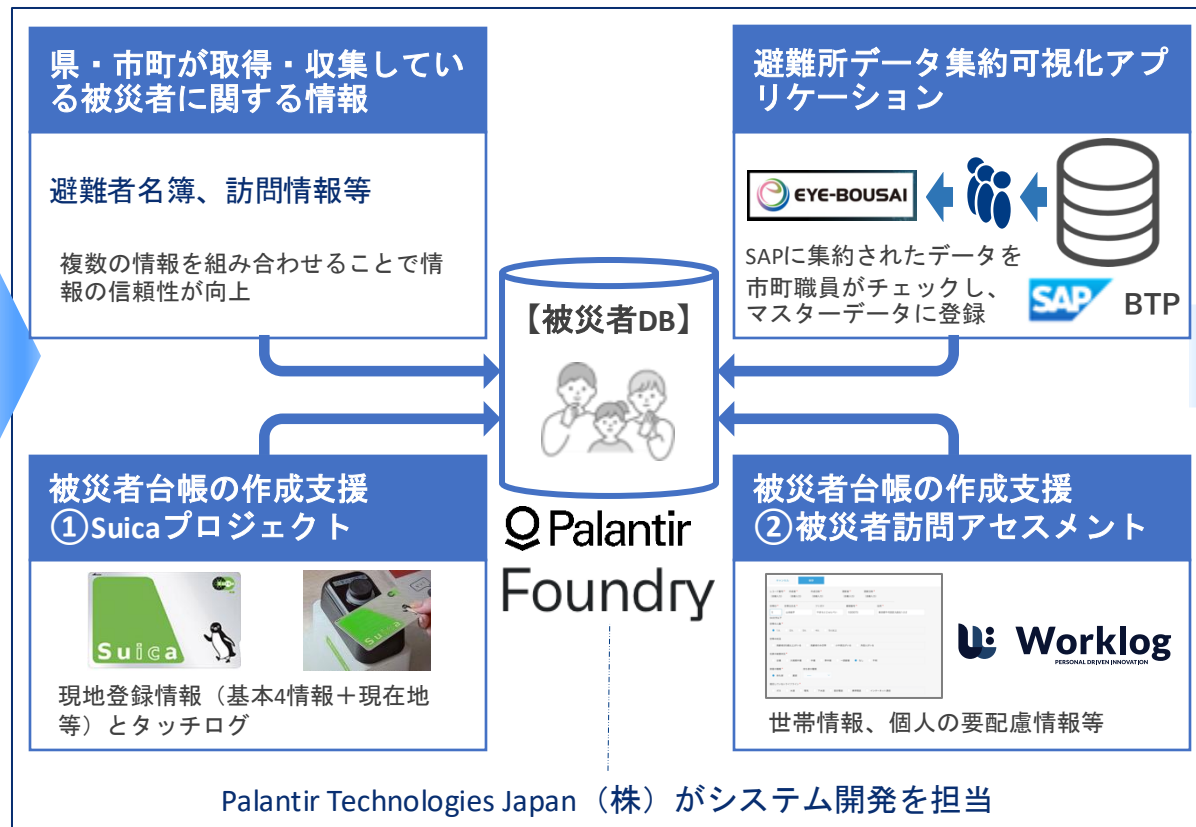 県・市町が取得・収集してい
る被災者に関する情報
避難者名簿、訪問情報等
複数の情報を組み合わせることで情
報の信頼性が向上
避難所データ集約可視化アプ
リケーション
EYE-BOUSAI
SAPに集約されたデータを
市町職員がチェックし、
マスターデータに登録
SAP BTP
【被災者DB】
Palantir
Foundry
被災者台帳の作成支援
①Suicaプロジェクト
Suica
現地登録情報（基本4情報＋現在地
等）とタッチログ
被災者台帳の作成支援
②被災者訪問アセスメント
Worklog
PERSONAL DRIVEN INNOVATION
世帯情報、個人の要配慮情報等
Palantir Technologies Japan（株）がシステム開発を担当